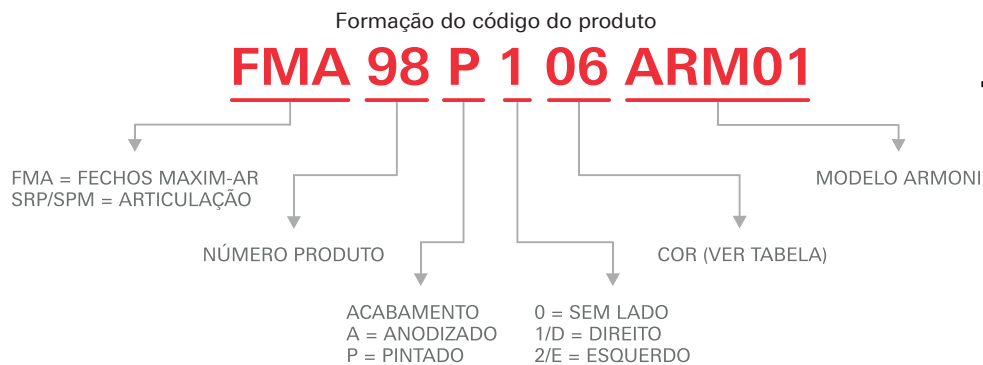 Formação do código do produto
FMA 98 P 1 06 ARM01
FMA = FECHOS MAXIM-AR
SRP/SPM = ARTICULAÇÃO
MODELO ARMONI
NÚMERO PRODUTO
COR (VER TABELA)
ACABAMENTO
A = ANODIZADO
P = PINTADO
0 = SEM LADO
1/D = DIREITO
2/E = ESQUERDO